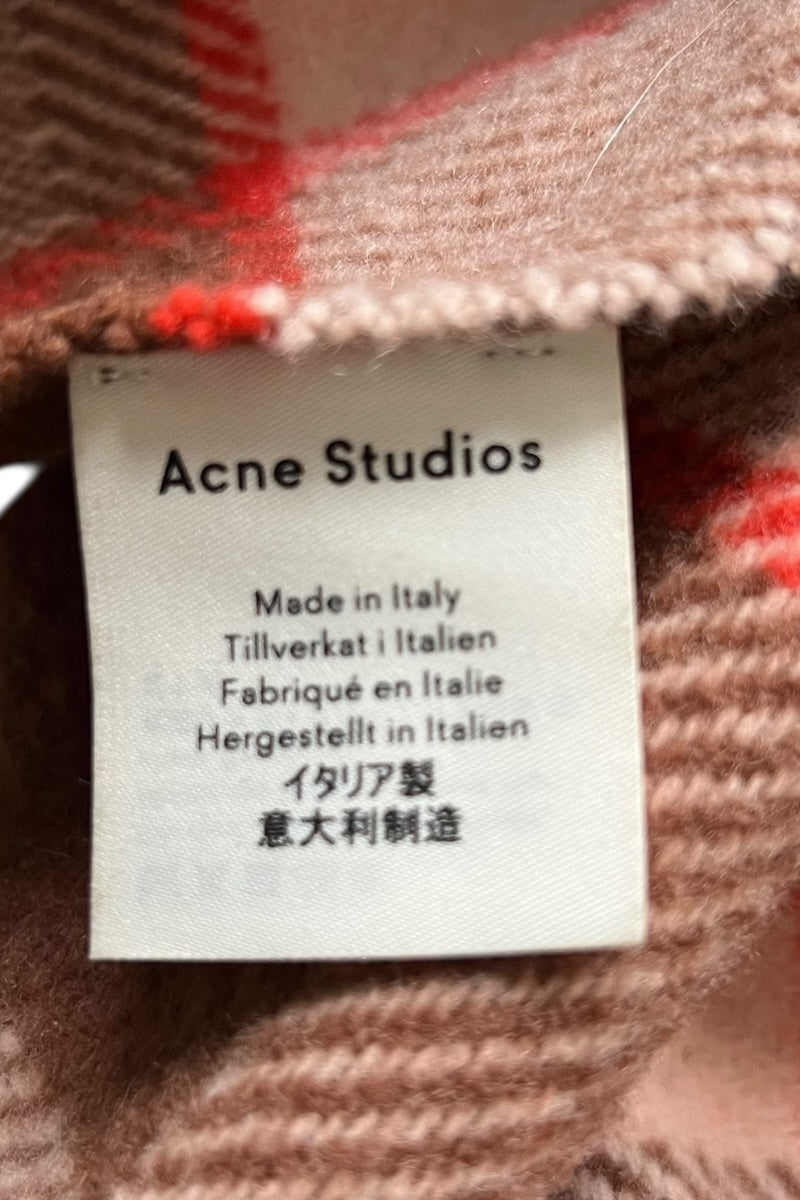 Acne Studios
Made in Italy
Tillverkat i Italien
Fabriqué en Italie
Hergestellt in Italien
イタリア製
意大利制造